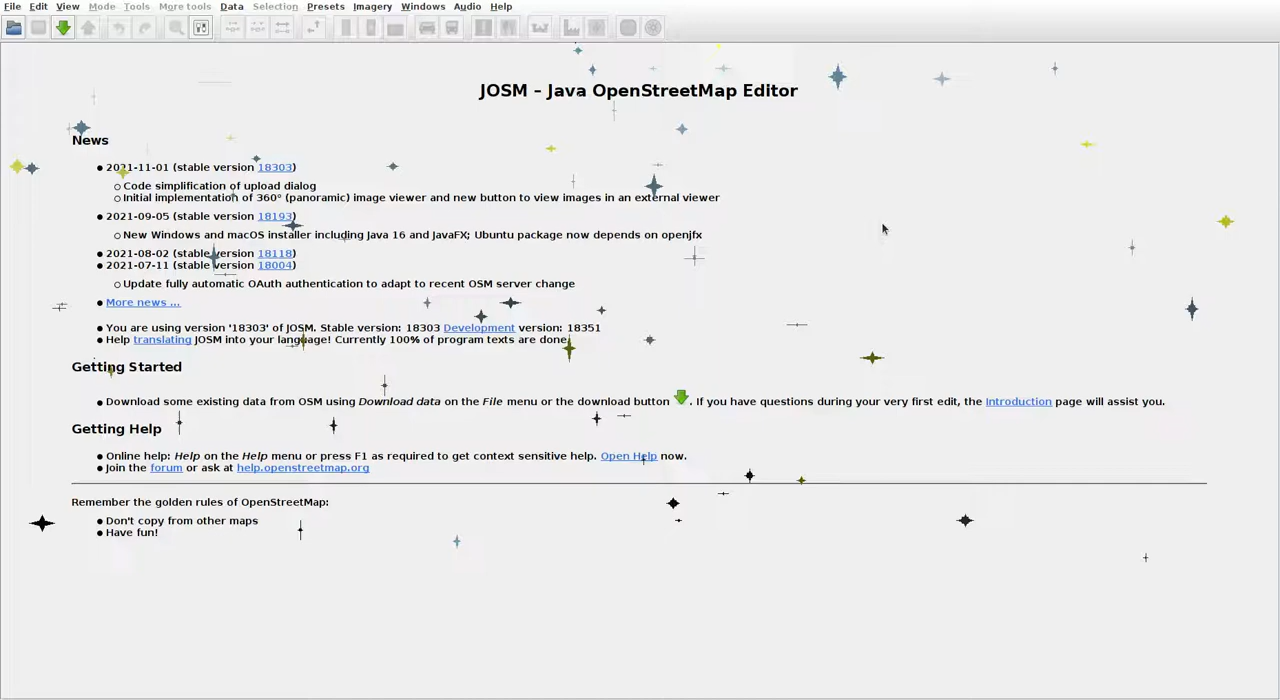 File Edit View Mode Tools More tools Data Selection Presets Imagery Windows Audio Help
JOSM – Java OpenStreetMap Editor
News
2021-11-01 (stable version 18303)
Code simplification of upload dialog
Initial implementation of 360° (panoramic) image viewer and new button to view images in an external viewer
2021-09-05 (stable version 18193)
New Windows and macOS installer including Java 16 and JavaFX; Ubuntu package now depends on openjfx
2021-08-02 (stable version 18118)
2021-07-11 (stable version 18004)
Update fully automatic OAuth authentication to adapt to recent OSM server change
More news ...
You are using version '18303' of JOSM. Stable version: 18303 Development version: 18351
Help translating JOSM into your language! Currently 100% of program texts are done.
Getting Started
Download some existing data from OSM using Download data on the File menu or the download button . If you have questions during your very first edit, the Introduction page will assist you.
Getting Help
Online help: Help on the Help menu or press F1 as required to get context sensitive help. Open Help now.
Join the forum or ask at help.openstreetmap.org
Remember the golden rules of OpenStreetMap:
Don't copy from other maps
Have fun!